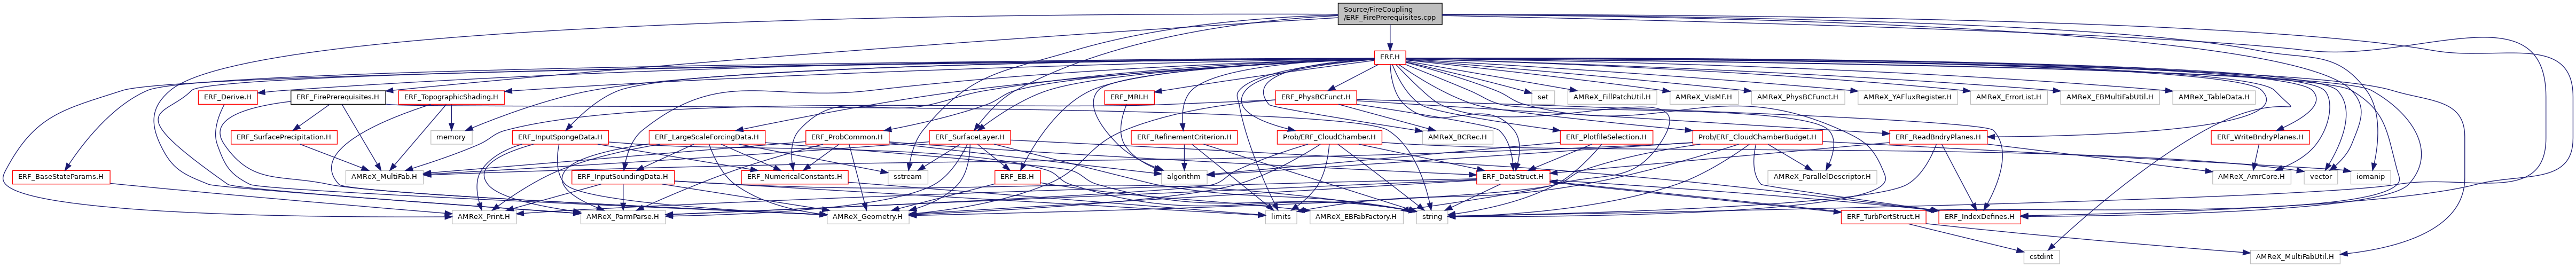 Source/FireCoupling
/ERF_FirePrerequisites.cpp
ERF.H
ERF_Derive.H
ERF_FirePrerequisites.H
ERF_TopographicShading.H
ERF_MRI.H
ERF_PhysBCFunct.H
set
AMReX_FillPatchUtil.H
AMReX_VisMF.H
AMReX_PhysBCFunct.H
AMReX_YAFluxRegister.H
AMReX_ErrorList.H
AMReX_EBMultiFabUtil.H
AMReX_TableData.H
ERF_SurfacePrecipitation.H
memory
ERF_InputSpongeData.H
ERF_LargeScaleForcingData.H
ERF_ProbCommon.H
ERF_SurfaceLayer.H
ERF_RefinementCriterion.H
Prob/ERF_CloudChamber.H
AMReX_BCRec.H
ERF_PlotfileSelection.H
Prob/ERF_CloudChamberBudget.H
ERF_ReadBndryPlanes.H
ERF_WriteBndryPlanes.H
ERF_BaseStateParams.H
AMReX_MultiFab.H
ERF_InputSoundingData.H
ERF_NumericalConstants.H
sstream
ERF_EB.H
algorithm
ERF_DataStruct.H
AMReX_ParallelDescriptor.H
AMReX_AmrCore.H
vector
iomanip
AMReX_Print.H
AMReX_ParmParse.H
AMReX_Geometry.H
limits
AMReX_EBFabFactory.H
string
ERF_TurbPertStruct.H
ERF_IndexDefines.H
cstdint
AMReX_MultiFabUtil.H